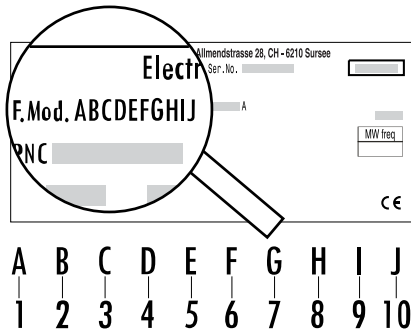 Allmendstrasse 28, CH - 6210 Sursee
Electr
Ser.No.
F.Mod. ABCDEFGHIJ
A
PNC
MW freq
CE
A B C D E F G H I J
1 2 3 4 5 6 7 8 9 10